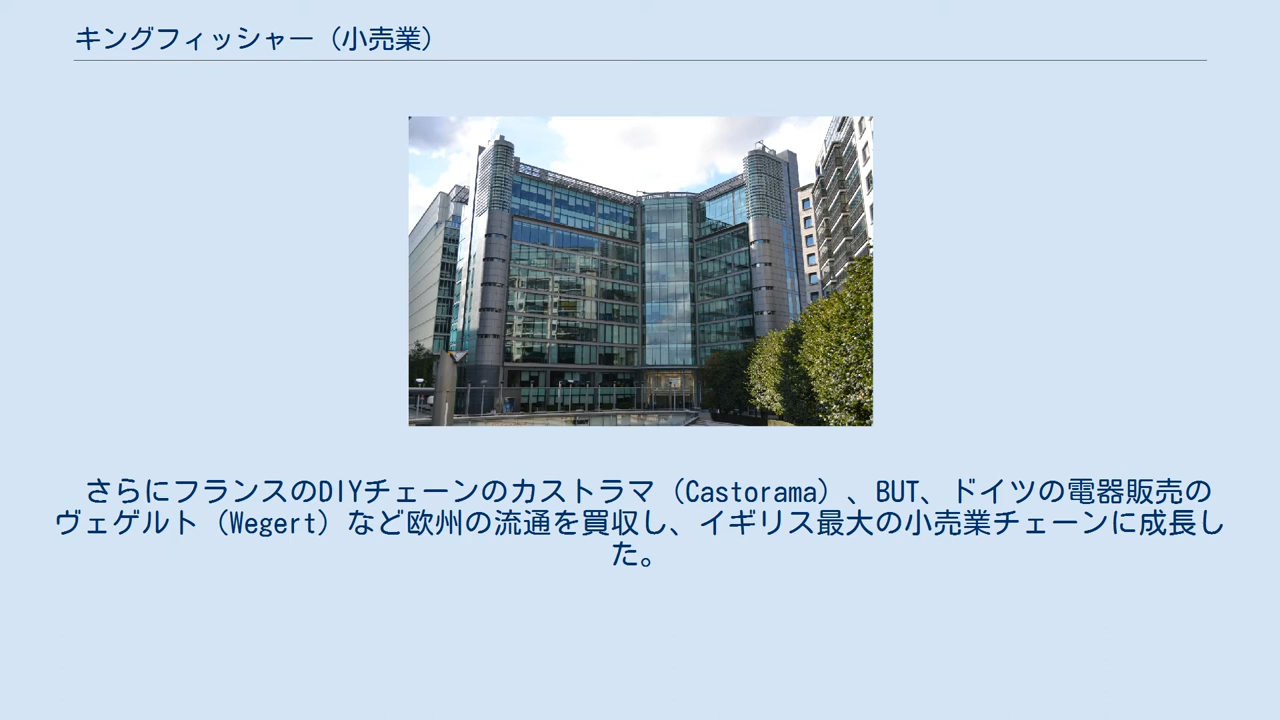 キングフィッシャー（小売業）
さらにフランスのDIYチェーンのカストラマ（Castorama）、BUT、ドイツの電器販売の
ヴェゲルト（Wegert）など欧州の流通を買収し、イギリス最大の小売業チェーンに成長し
た。